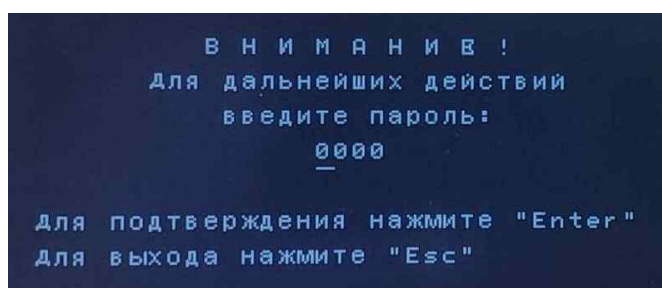 В Н И М А Н И Е !
Для дальнейших действий
введите пароль:
0000
Для подтверждения нажмите "Enter"
Для выхода нажмите "Esc"